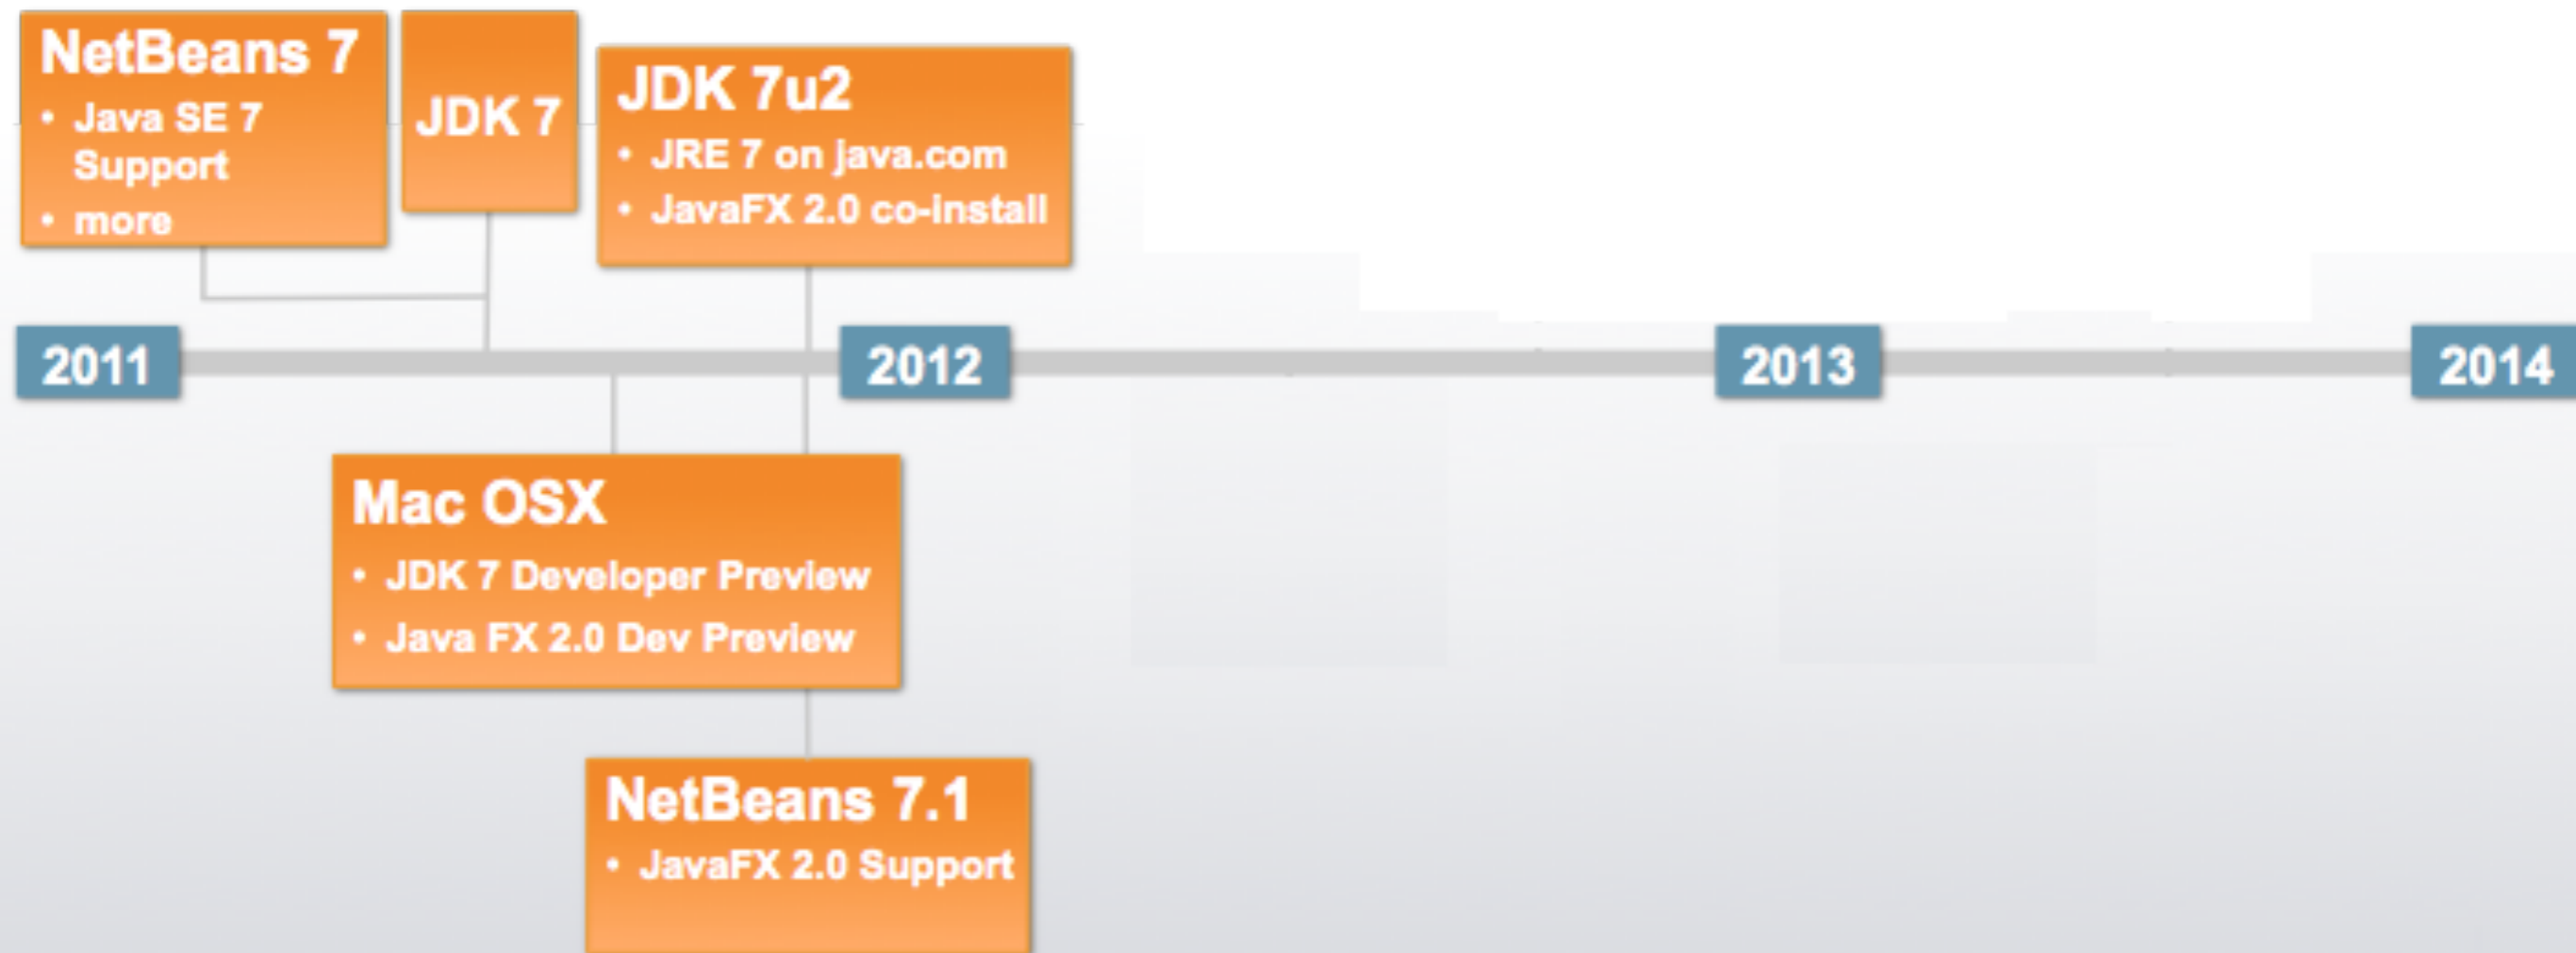 NetBeans 7
• Java SE 7
Support
• more
JDK 7
JDK 7u2
• JRE 7 on java.com
• JavaFX 2.0 co-install
2011
2012
2013
2014
Mac OSX
• JDK 7 Developer Preview
• Java FX 2.0 Dev Preview
NetBeans 7.1
• JavaFX 2.0 Support